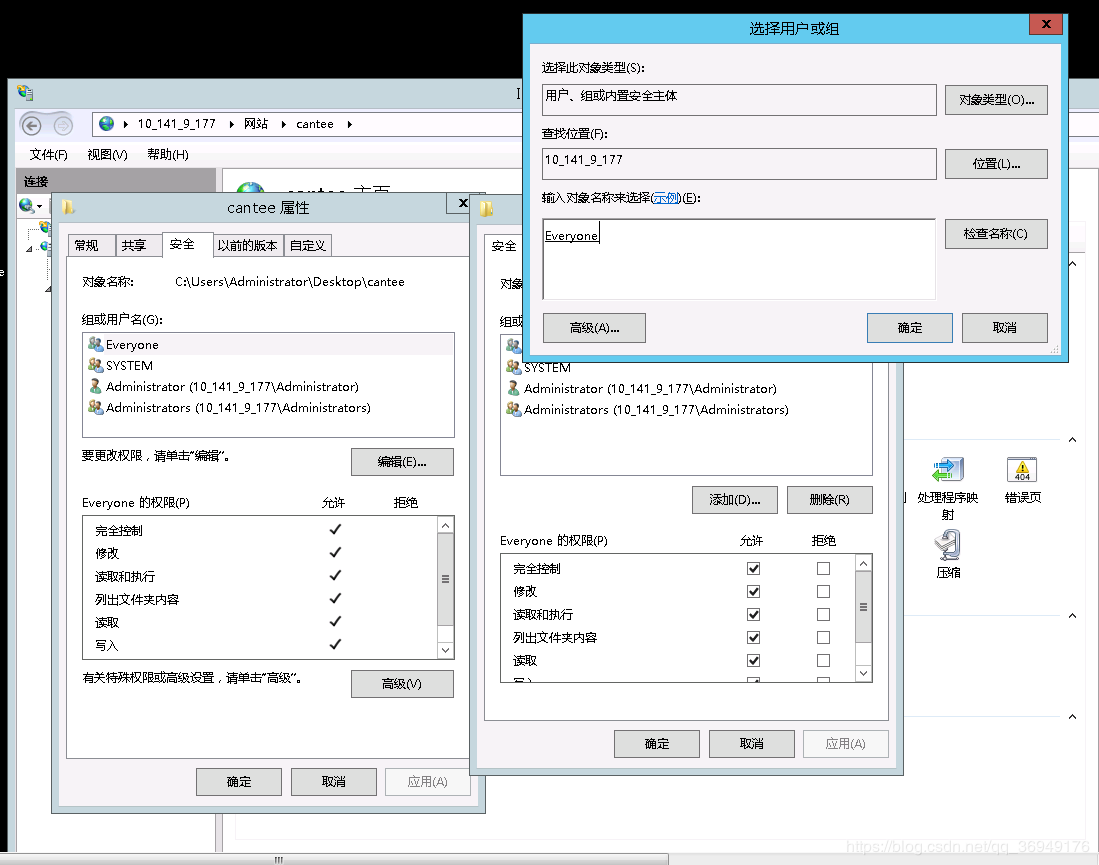 选择用户或组
选择此对象类型(S):
用户、组或内置安全主体
对象类型(O)...
查找位置(F):
10_141_9_177
位置(L)...
输入对象名称来选择(示例)(E):
Everyone
检查名称(C)
高级(A)...
确定
取消
10_141_9_177
网站
cantee
文件(F)
视图(V)
帮助(H)
连接
cantee 属性
常规
共享
安全
以前的版本
自定义
对象名称:
C:\Users\Administrator\Desktop\cantee
组或用户名(G):
Everyone
SYSTEM
Administrator (10_141_9_177\Administrator)
Administrators (10_141_9_177\Administrators)
要更改权限，请单击"编辑"。
编辑(E)...
Everyone 的权限(P)
允许
拒绝
完全控制
修改
读取和执行
列出文件夹内容
读取
写入
有关特殊权限或高级设置，请单击"高级"。
高级(V)
确定
取消
应用(A)
安全
SYSTEM
Administrator (10_141_9_177\Administrator)
Administrators (10_141_9_177\Administrators)
添加(D)...
删除(R)
Everyone 的权限(P)
允许
拒绝
完全控制
修改
读取和执行
列出文件夹内容
读取
确定
取消
应用(A)
处理程序映
射
404
错误页
压缩
https://blog.csdn.net/qq_36949176